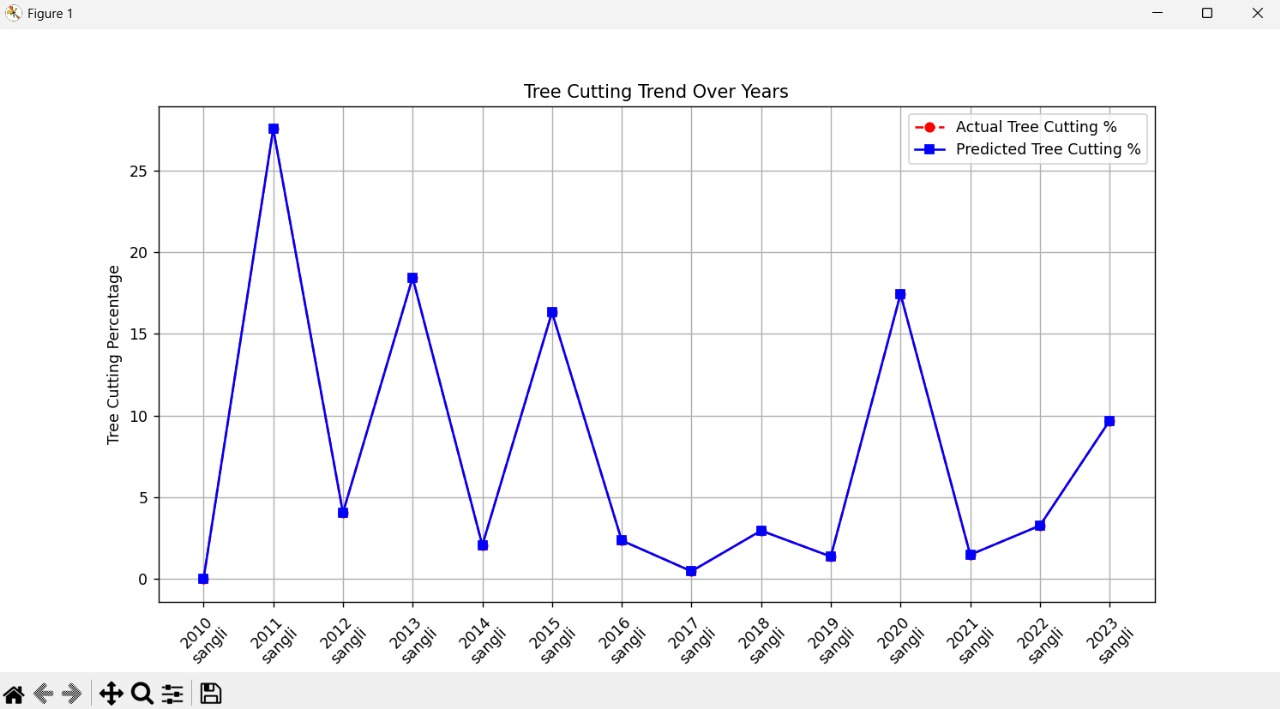 Figure 1
Tree Cutting Trend Over Years
Actual Tree Cutting %
Predicted Tree Cutting %
Tree Cutting Percentage
25
20
15
10
5
0
2010
sangli
2011
sangli
2012
sangli
2013
sangli
2014
sangli
2015
sangli
2016
sangli
2017
sangli
2018
sangli
2019
sangli
2020
sangli
2021
sangli
2022
sangli
2023
sangli